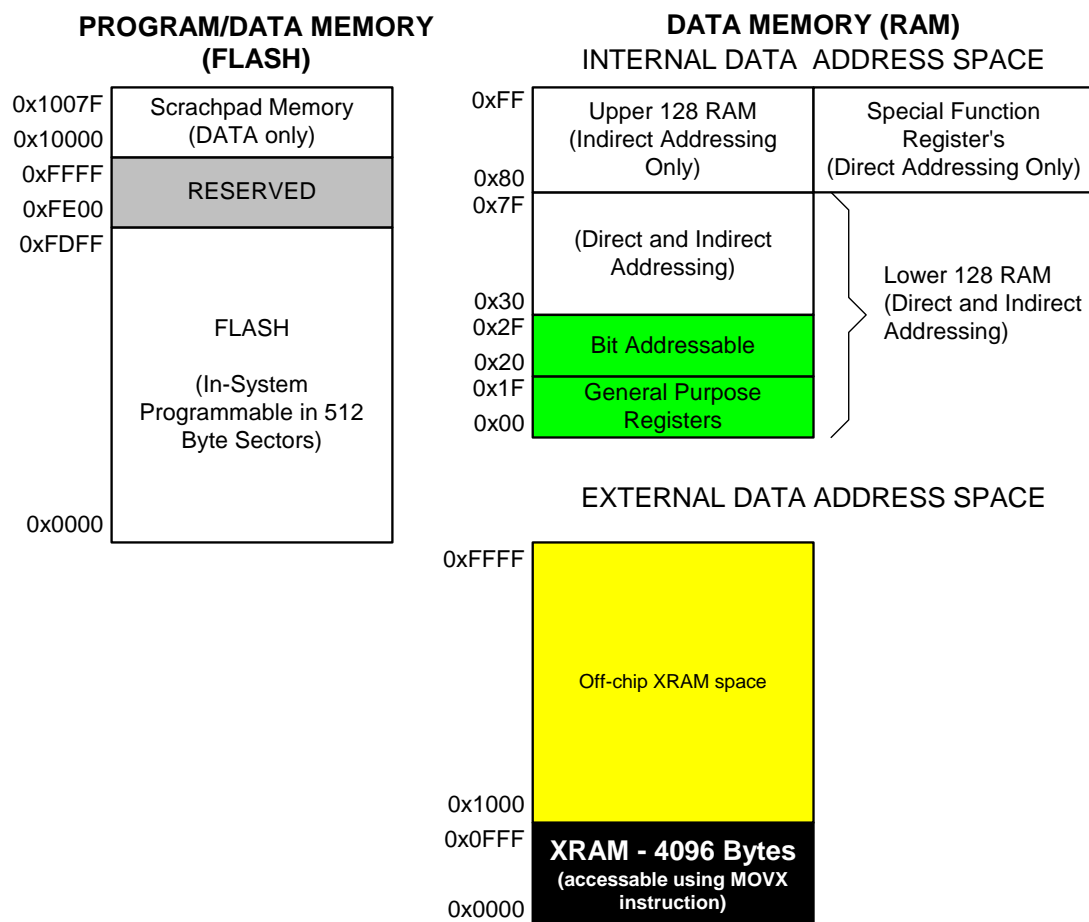 PROGRAM/DATA MEMORY
(FLASH)
0x1007F
Scrachpad Memory
(DATA only)
0x10000
0xFFFF
RESERVED
0xFE00
0xFDFF
FLASH
(In-System
Programmable in 512
Byte Sectors)
0x0000
DATA MEMORY (RAM)
INTERNAL DATA ADDRESS SPACE
0xFF
Upper 128 RAM
(Indirect Addressing
Only)
0x80
Special Function
Register's
(Direct Addressing Only)
0x7F
(Direct and Indirect
Addressing)
0x30
0x2F
Bit Addressable
0x20
0x1F
General Purpose
Registers
0x00
Lower 128 RAM
(Direct and Indirect
Addressing)
EXTERNAL DATA ADDRESS SPACE
0xFFFF
Off-chip XRAM space
0x1000
0x0FFF
XRAM - 4096 Bytes
(accessable using MOVX
instruction)
0x0000